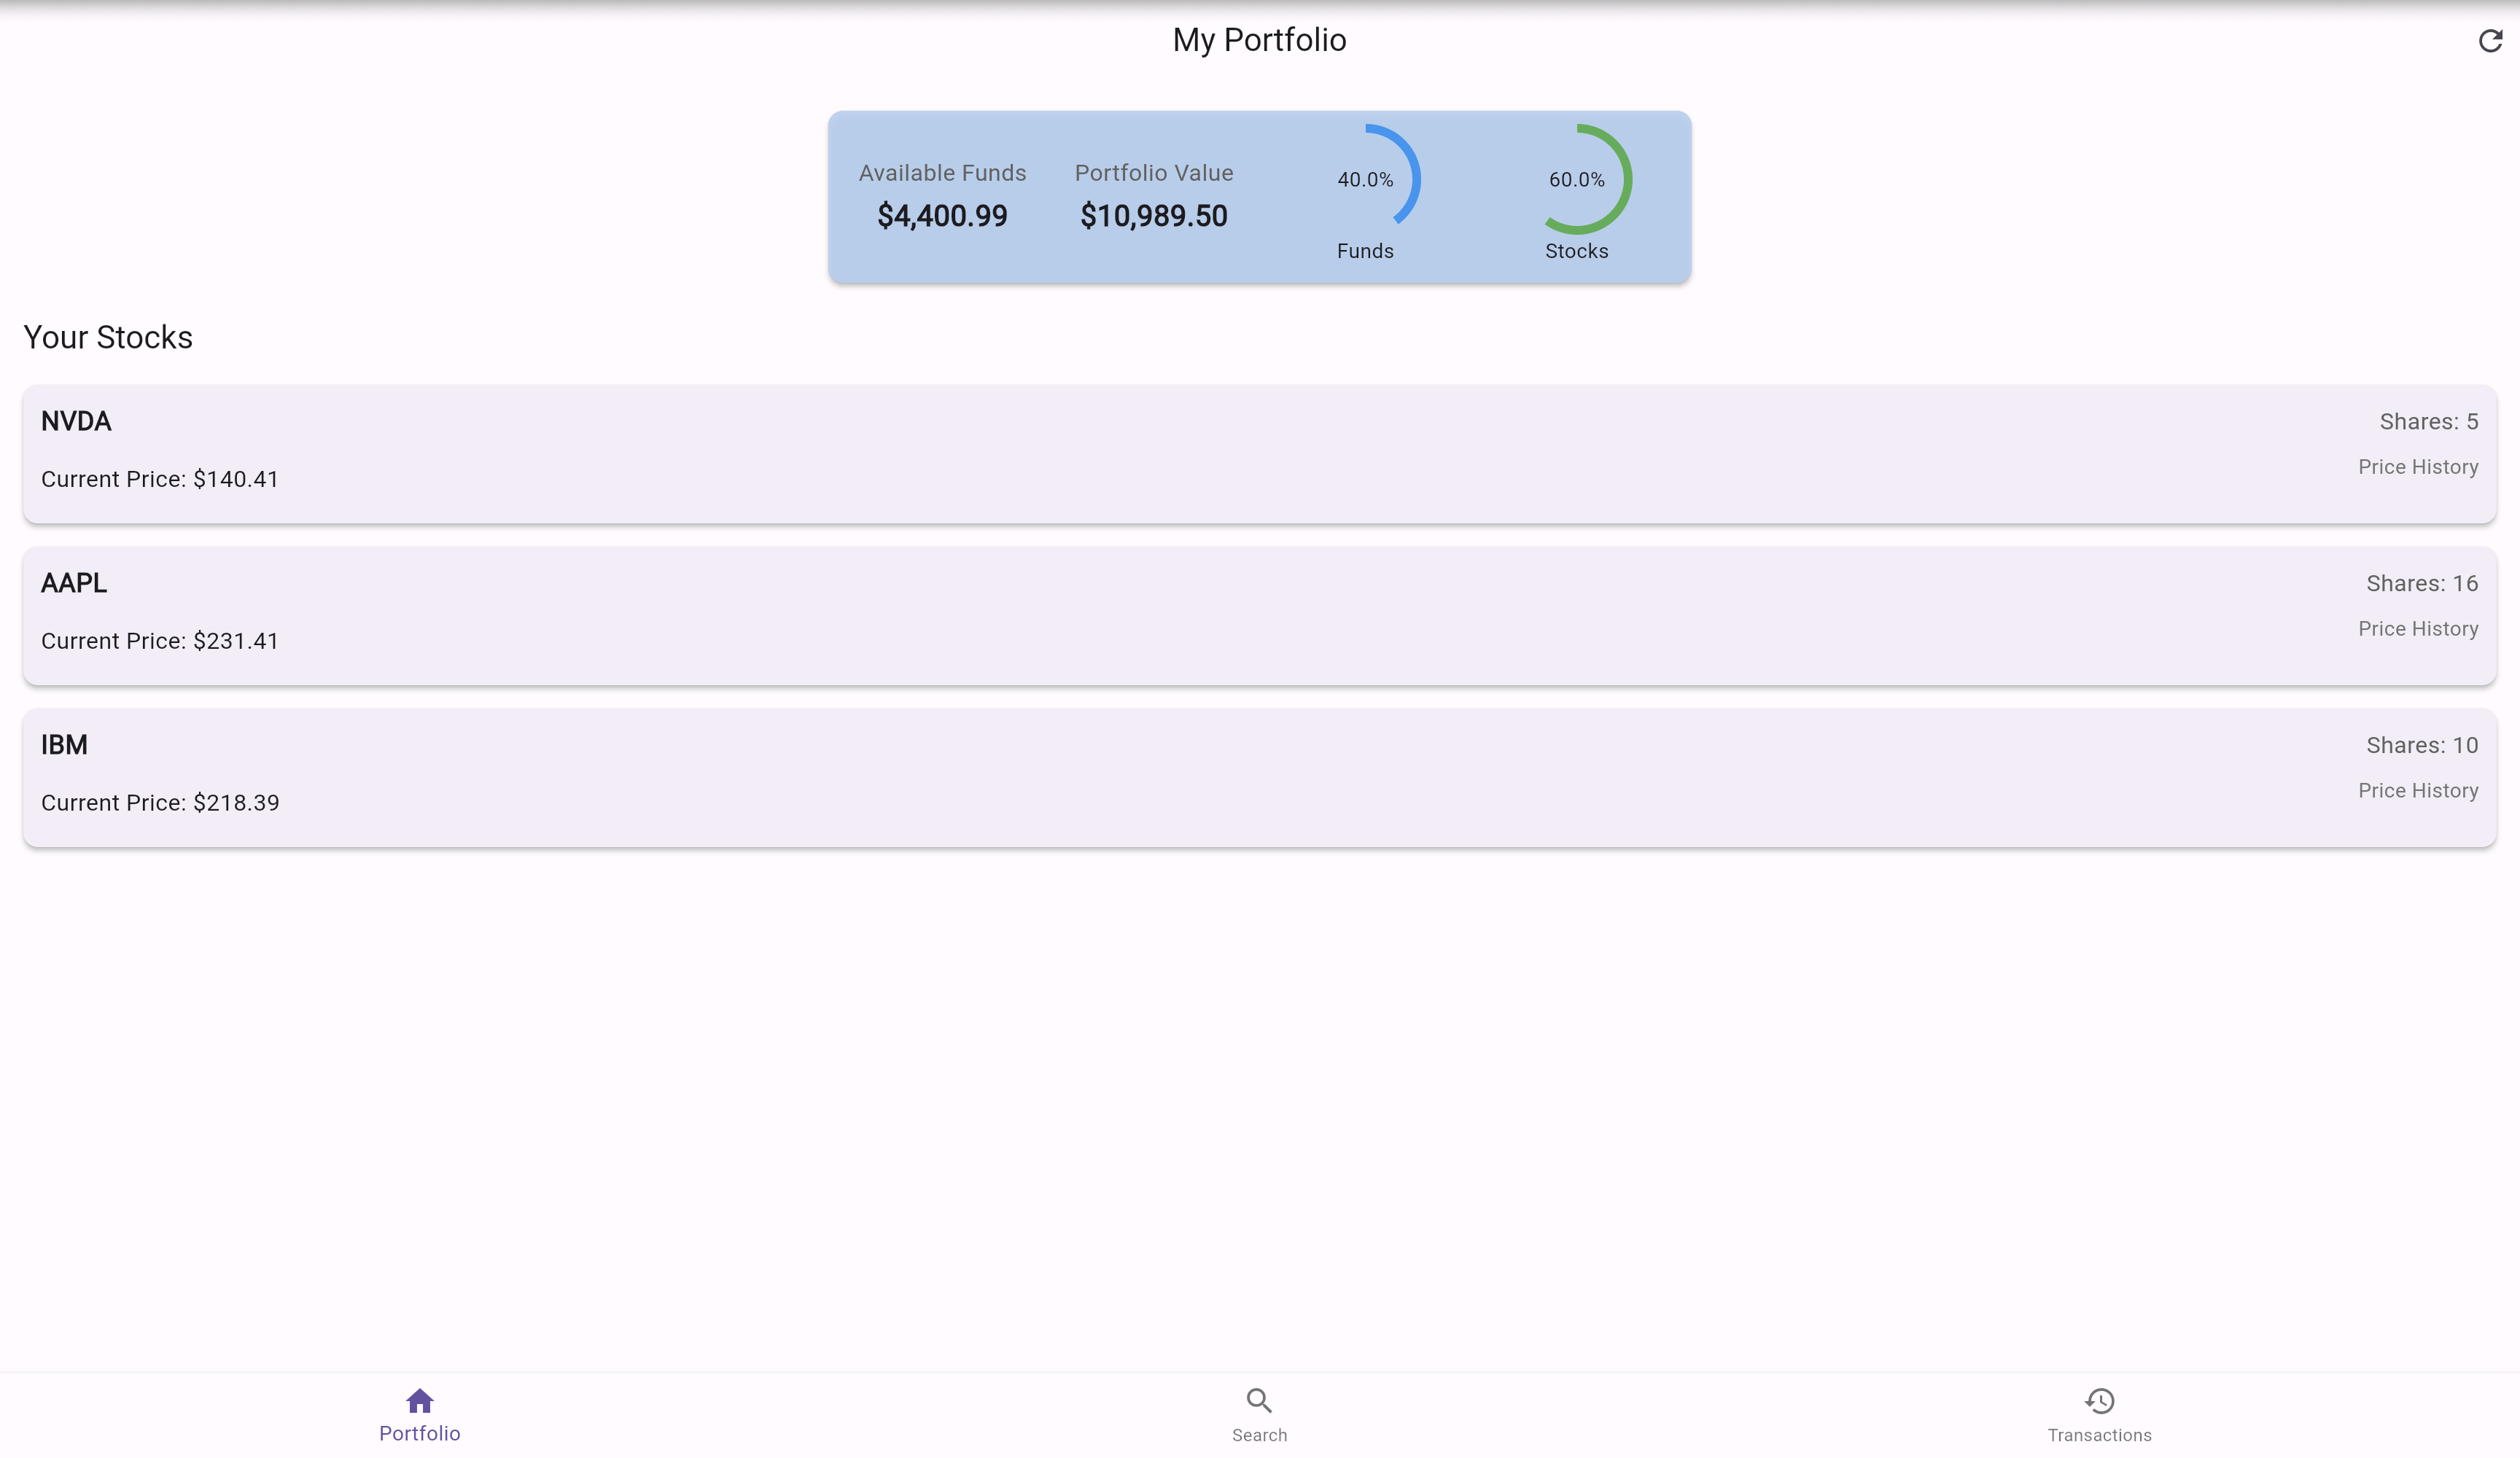 My Portfolio
Available Funds
$4,400.99
Portfolio Value
$10,989.50
40.0%
Funds
60.0%
Stocks
Your Stocks
NVDA
Shares: 5
Current Price: $140.41
Price History
AAPL
Shares: 16
Current Price: $231.41
Price History
IBM
Shares: 10
Current Price: $218.39
Price History
Portfolio
Search
Transactions